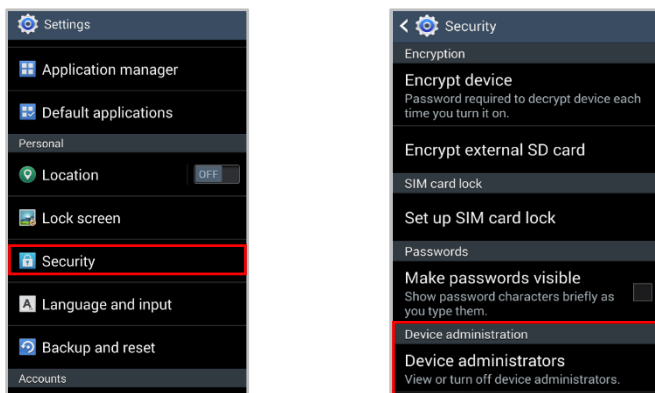 Settings
Application manager
Default applications
Personal
Location
OFF
Lock screen
Security
A Language and input
Backup and reset
Accounts
Security
Encryption
Encrypt device
Password required to decrypt device each
time you turn it on.
Encrypt external SD card
SIM card lock
Set up SIM card lock
Passwords
Make passwords visible
Show password characters briefly as
you type them.
Device administration
Device administrators
View or turn off device administrators.